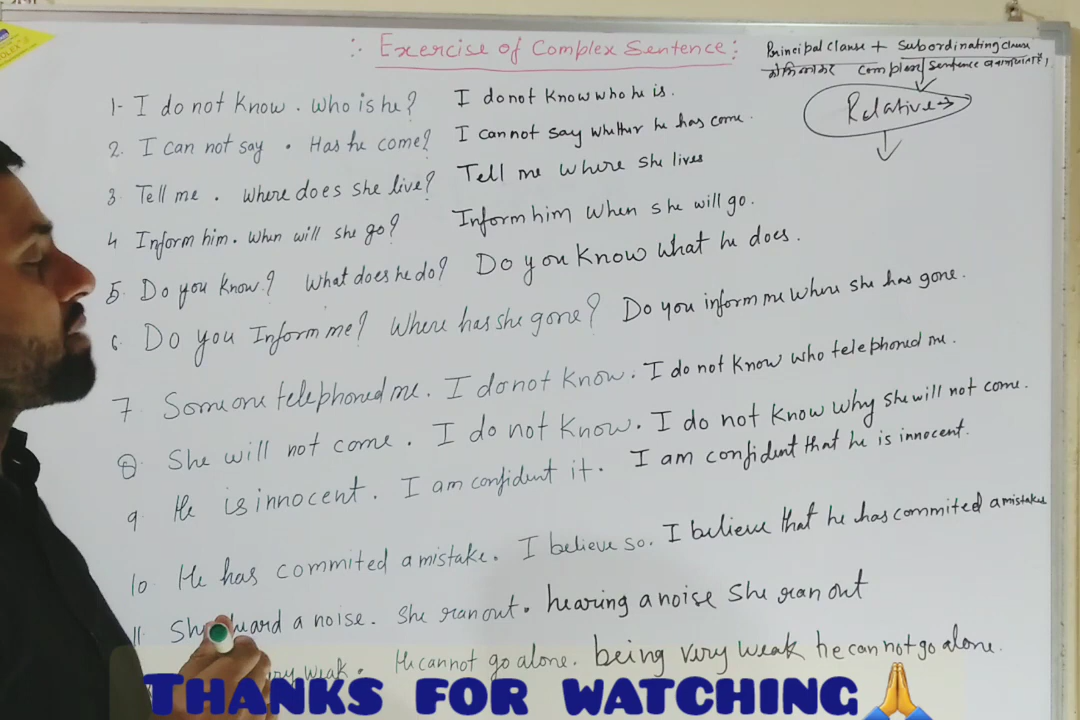 :. Exercise of Complex Sentence :
Principal clause + Subordinating clause
को मिलाकर Complex Sentence बनाया जाता है।
Relative →
1- I do not know. Who is he? I do not know who he is.
2. I can not say. Has he come? I can not say whether he has come.
3. Tell me. Where does she live? Tell me where she lives
4 Inform him. When will she go? Inform him when she will go.
5. Do you know? What does he do? Do you know what he does.
6. Do you Inform me? Where has she gone? Do you inform me where she has gone.
7 Someone telephoned me. I do not know. I do not know who telephoned me.
8. She will not come. I do not know. I do not know why she will not come.
9. He is innocent. I am confident it. I am confident that he is innocent.
10 He has commited a mistake. I believe so. I believe that he has commited a mistake
11. She heard a noise. She ran out. hearing a noise She ran out
very weak. He cannot go alone. being very weak he can not go alone.
THANKS FOR WATCHING🙏